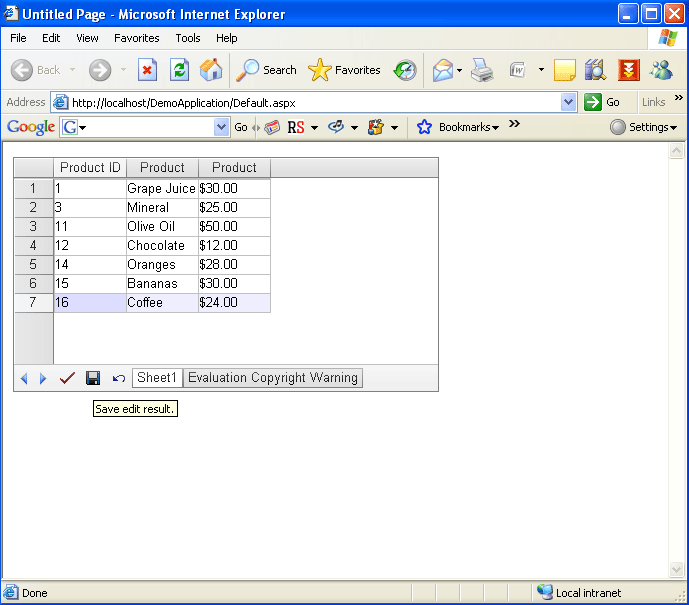 Untitled Page - Microsoft Internet Explorer
File Edit View Favorites Tools Help
Back Search Favorites
Address http://localhost/DemoApplication/Default.aspx Go Links »
Google G Go RS Bookmarks » Settings
Product ID Product Product
1 1 Grape Juice $30.00
2 3 Mineral $25.00
3 11 Olive Oil $50.00
4 12 Chocolate $12.00
5 14 Oranges $28.00
6 15 Bananas $30.00
7 16 Coffee $24.00
Sheet1 Evaluation Copyright Warning
Save edit result.
Done Local intranet